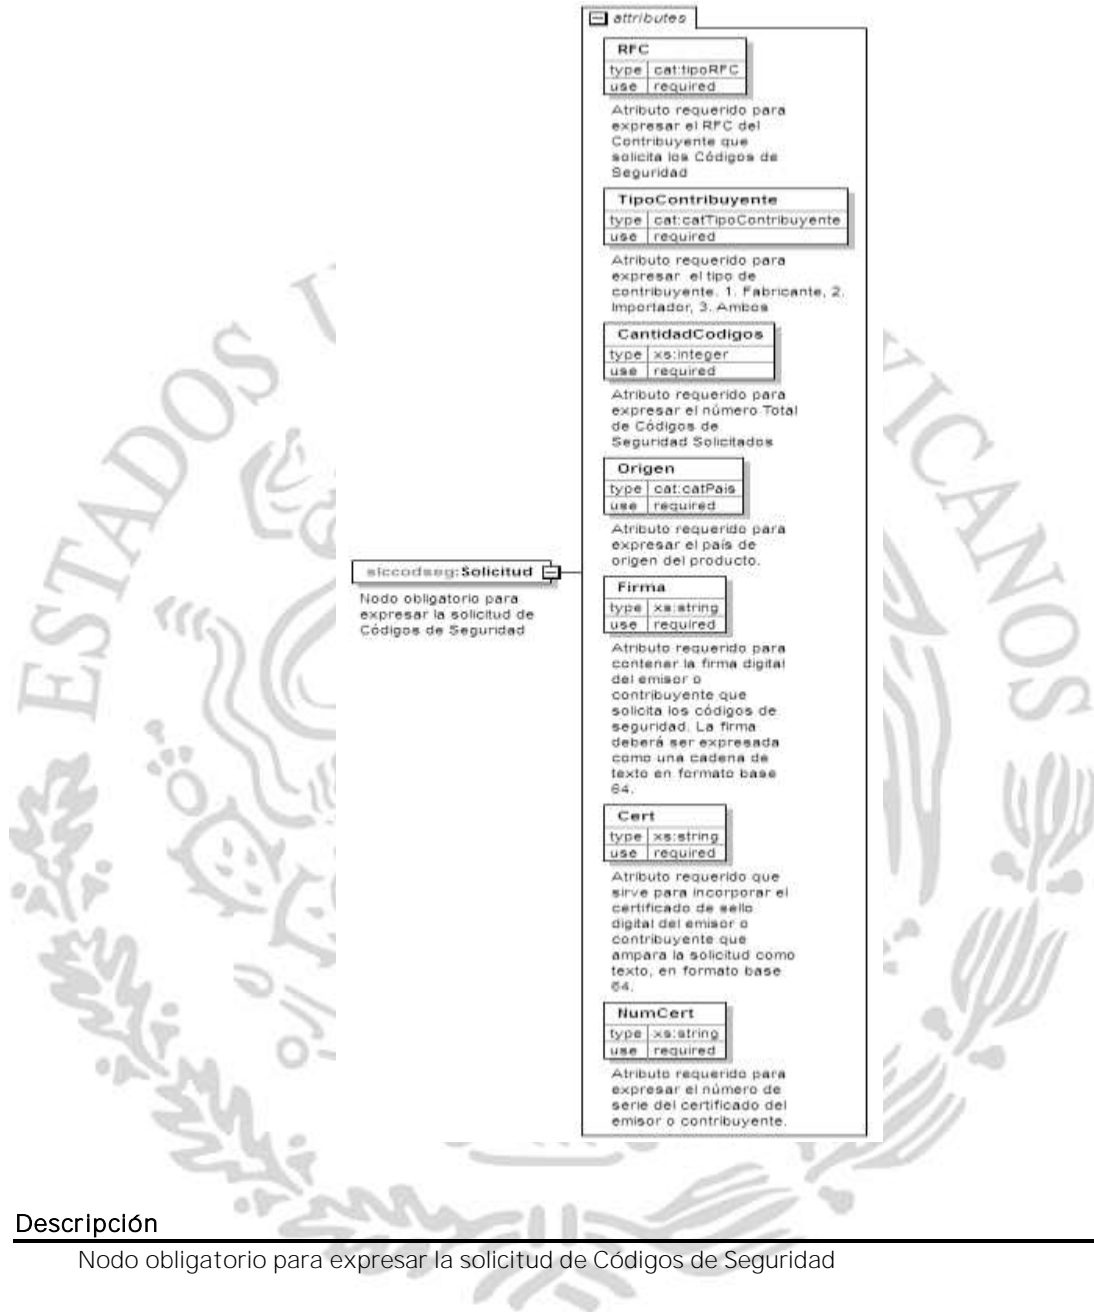 attributes
RFC
type cat:tipoRFC
use required
Atributo requerido para
expresar el RFC del
Contribuyente que
solicita los Códigos de
Seguridad
TipoContribuyente
type cat:catTipoContribuyente
use required
Atributo requerido para
expresar el tipo de
contribuyente. 1. Fabricante, 2.
Importador, 3. Ambos
CantidadCodigos
type xs:integer
use required
Atributo requerido para
expresar el número Total
de Códigos de
Seguridad Solicitados
Origen
type cat:catPais
use required
Atributo requerido para
expresar el país de
origen del producto.
slccodseg:Solicitud
Nodo obligatorio para
expresar la solicitud de
Códigos de Seguridad
Firma
type xs:string
use required
Atributo requerido para
contener la firma digital
del emisor o
contribuyente que
solicita los códigos de
seguridad. La firma
deberá ser expresada
como una cadena de
texto en formato base
64.
Cert
type xs:string
use required
Atributo requerido que
sirve para incorporar el
certificado de sello
digital del emisor o
contribuyente que
ampara la solicitud como
texto, en formato base
64.
NumCert
type xs:string
use required
Atributo requerido para
expresar el número de
serie del certificado del
emisor o contribuyente.
ESTADOS U
XICANOS
Descripción
Nodo obligatorio para expresar la solicitud de Códigos de Seguridad